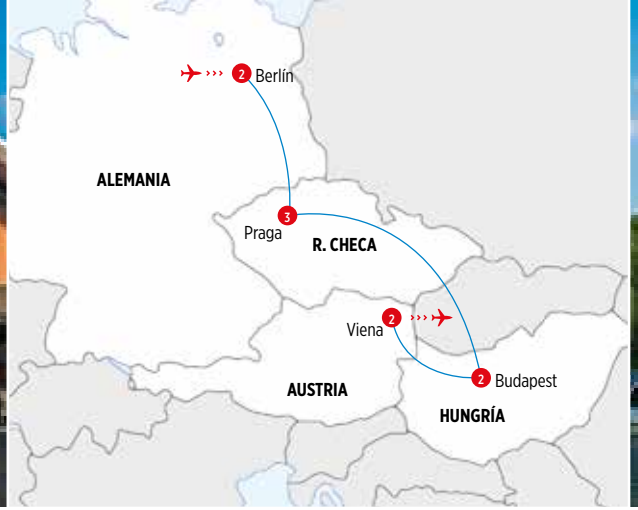 2 Berlín
ALEMANIA
3
Praga
R. CHECA
2
Viena
2 Budapest
AUSTRIA
HUNGRÍA